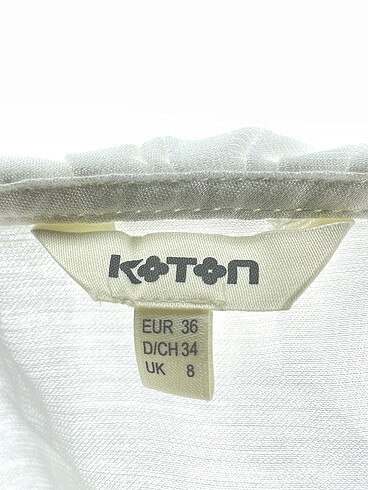 KOTON
EUR 36
D/CH 34
UK 8